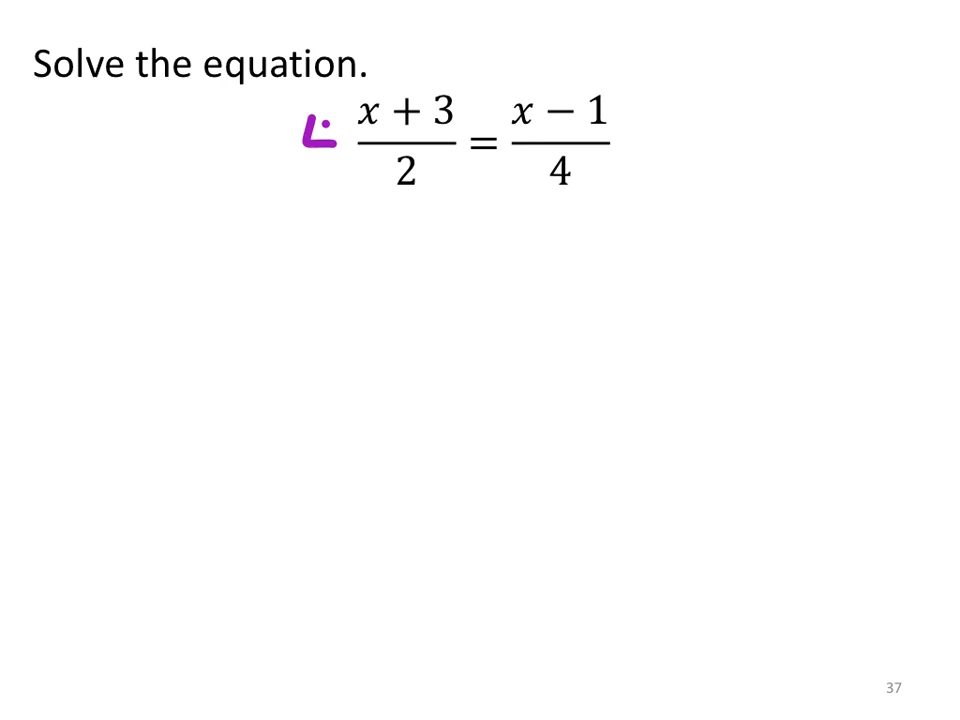 Solve the equation.
x + 3 / 2 = x − 1 / 4
37